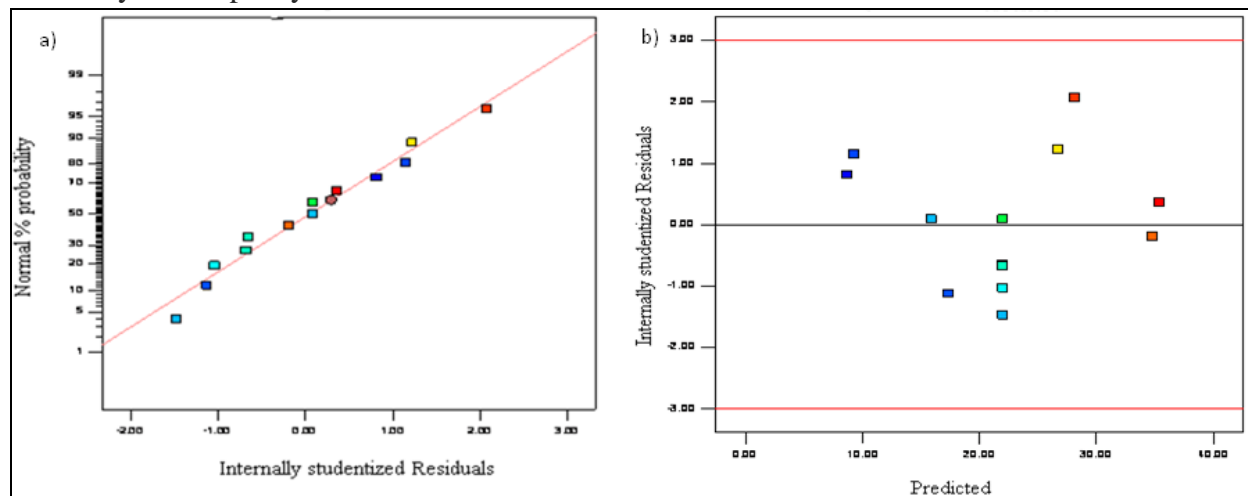 a)
Normal % probability
99
95
90
80
70
50
30
20
10
5
1
-2.00 -1.00 0.00 1.00 2.00 3.00
Internally studentized Residuals
b)
Internally studentized Residuals
3.00
2.00
1.00
0.00
-1.00
-2.00
-3.00
0.00 10.00 20.00 30.00 40.00
Predicted